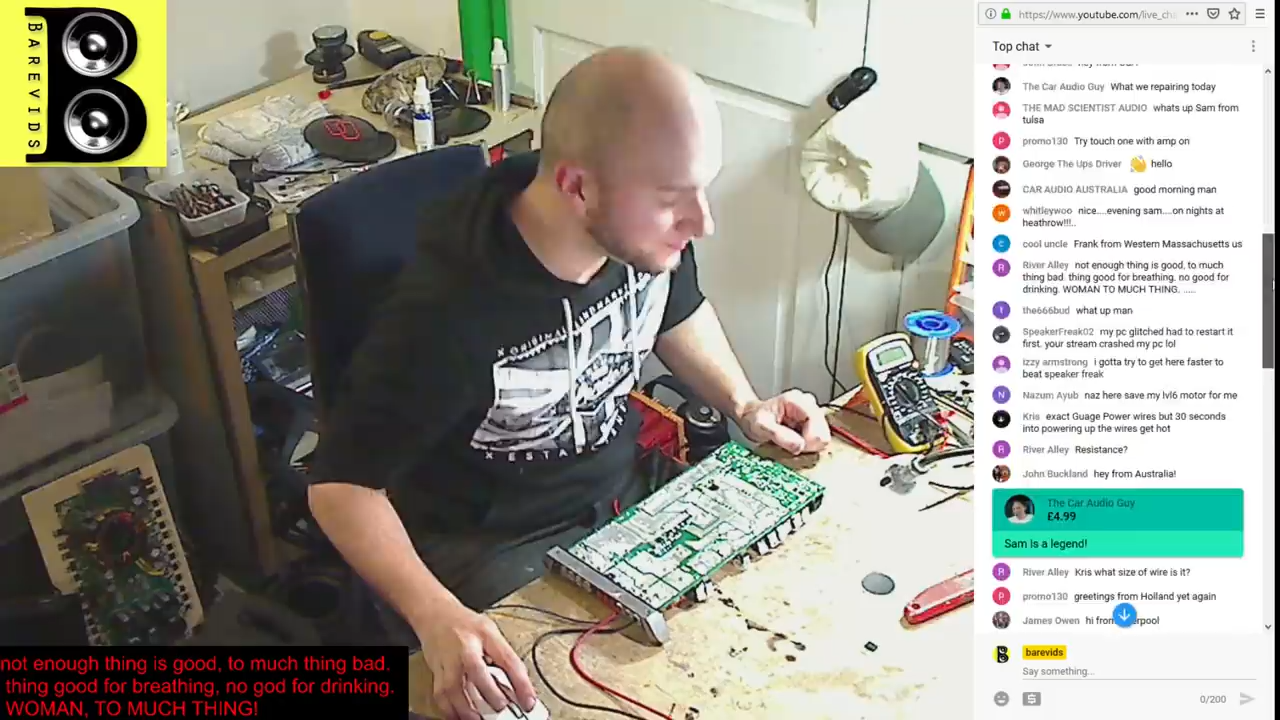 BAREVIDS
https://www.youtube.com/live_cha
Top chat
The Car Audio Guy What we repairing today
THE MAD SCIENTIST AUDIO whats up Sam from
tulsa
promo130 Try touch one with amp on
George The Ups Driver hello
CAR AUDIO AUSTRALIA good morning man
whitleywoo nice....evening sam....on nights at
heathrow!!!..
cool uncle Frank from Western Massachusetts us
River Alley not enough thing is good, to much
thing bad. thing good for breathing. no good for
drinking. WOMAN TO MUCH THING. .....
the666bud what up man
SpeakerFreak02 my pc glitched had to restart it
first. your stream crashed my pc lol
izzy armstrong i gotta try to get here faster to
beat speaker freak
Nazum Ayub naz here save my lvl6 motor for me
Kris exact Guage Power wires but 30 seconds
into powering up the wires get hot
River Alley Resistance?
John Buckland hey from Australia!
The Car Audio Guy
£4.99
Sam is a legend!
River Alley Kris what size of wire is it?
promo130 greetings from Holland yet again
James Owen hi from
barevids
Say something...
0/200
not enough thing is good, to much thing bad.
thing good for breathing, no god for drinking.
WOMAN, TO MUCH THING!